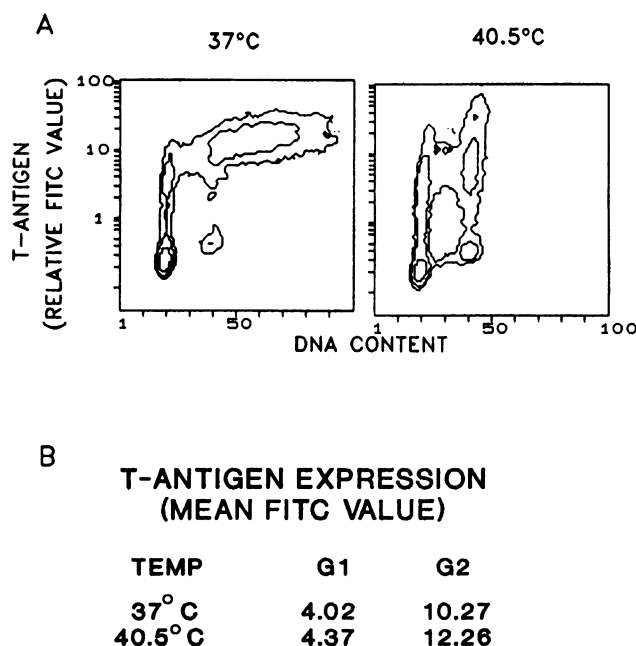 A
37°C
40.5°C
T-ANTIGEN
(RELATIVE FITC VALUE)
100
10
1
1
50
1
50
100
DNA CONTENT
B
T-ANTIGEN EXPRESSION
(MEAN FITC VALUE)
TEMP G1 G2
37° C 4.02 10.27
40.5° C 4.37 12.26